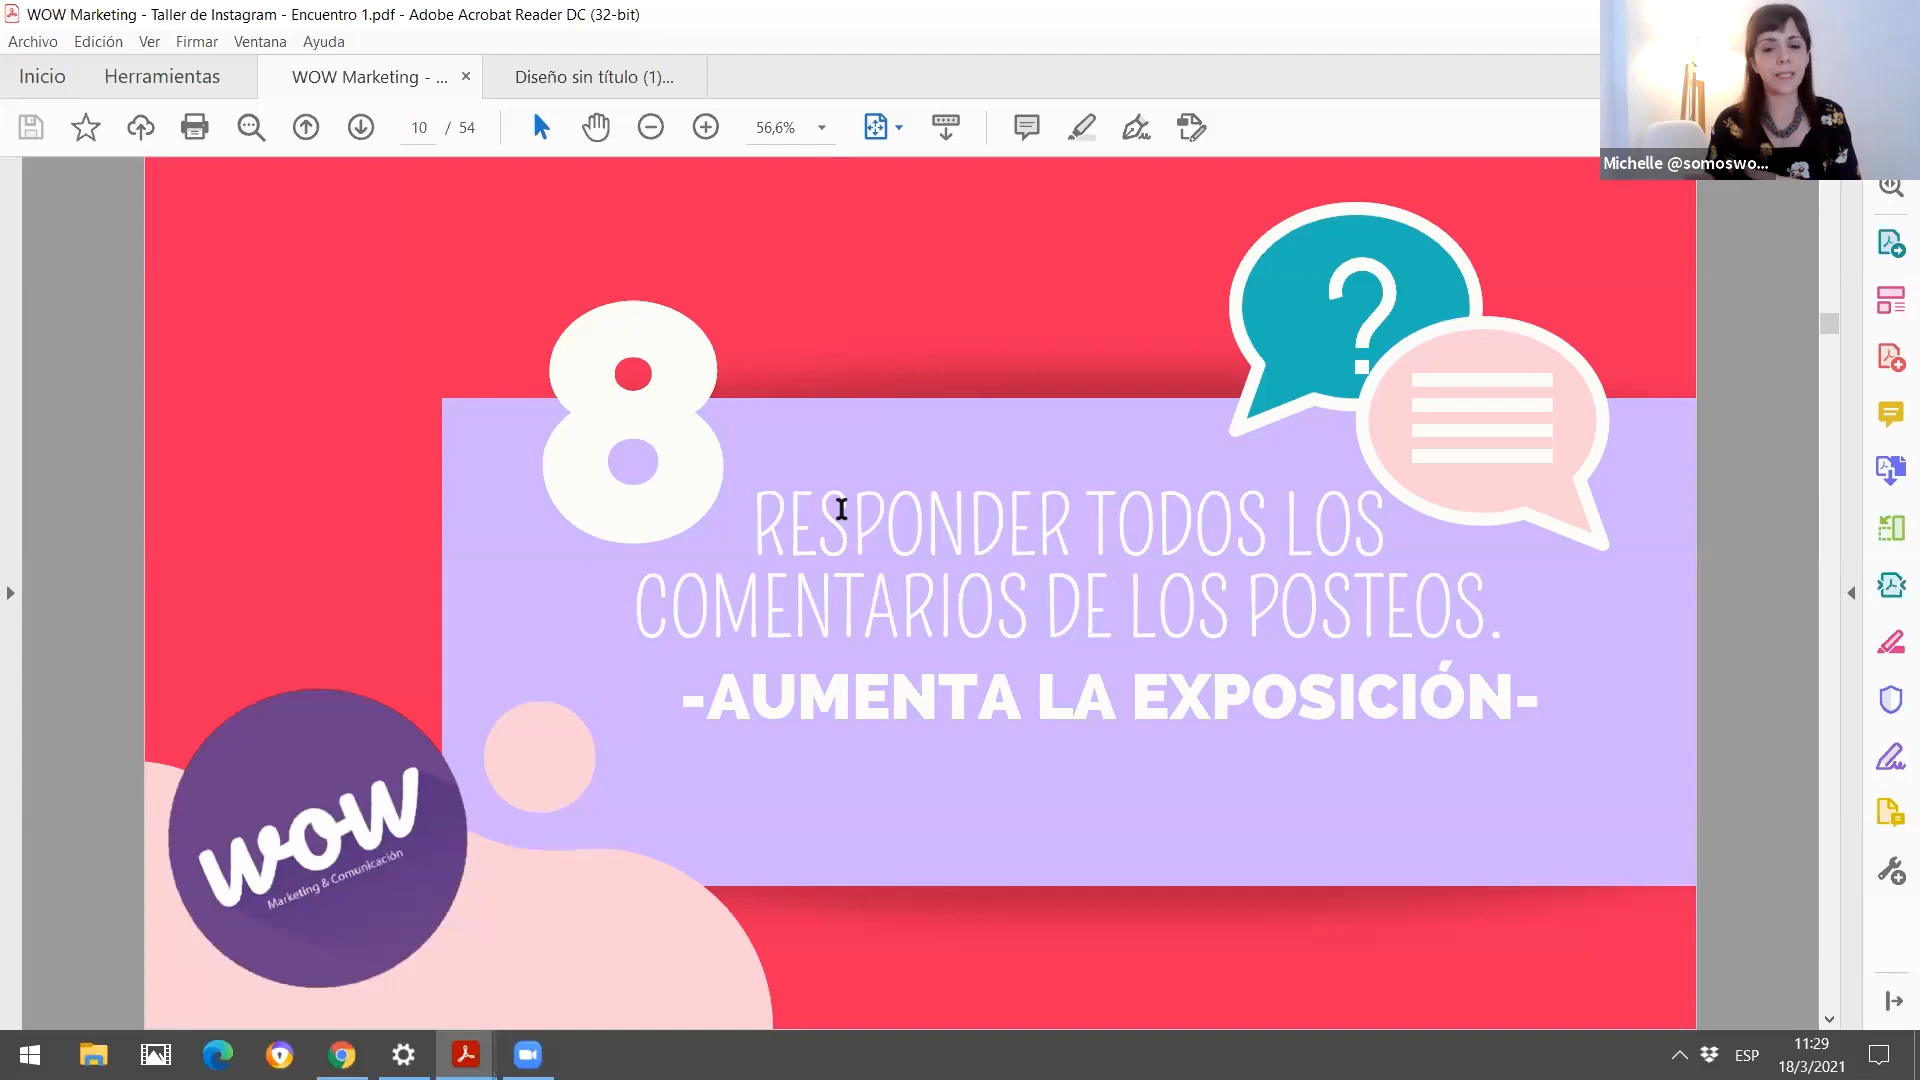 WOW Marketing - Taller de Instagram - Encuentro 1.pdf - Adobe Acrobat Reader DC (32-bit)
Archivo Edición Ver Firmar Ventana Ayuda
Inicio Herramientas WOW Marketing - ... × Diseño sin título (1)...
10 / 54 56,6%
Michelle @somoswo...
8
?
RESPONDER TODOS LOS
COMENTARIOS DE LOS POSTEOS.
-AUMENTA LA EXPOSICIÓN-
WOW
Marketing & Comunicación
ESP
11:29
18/3/2021